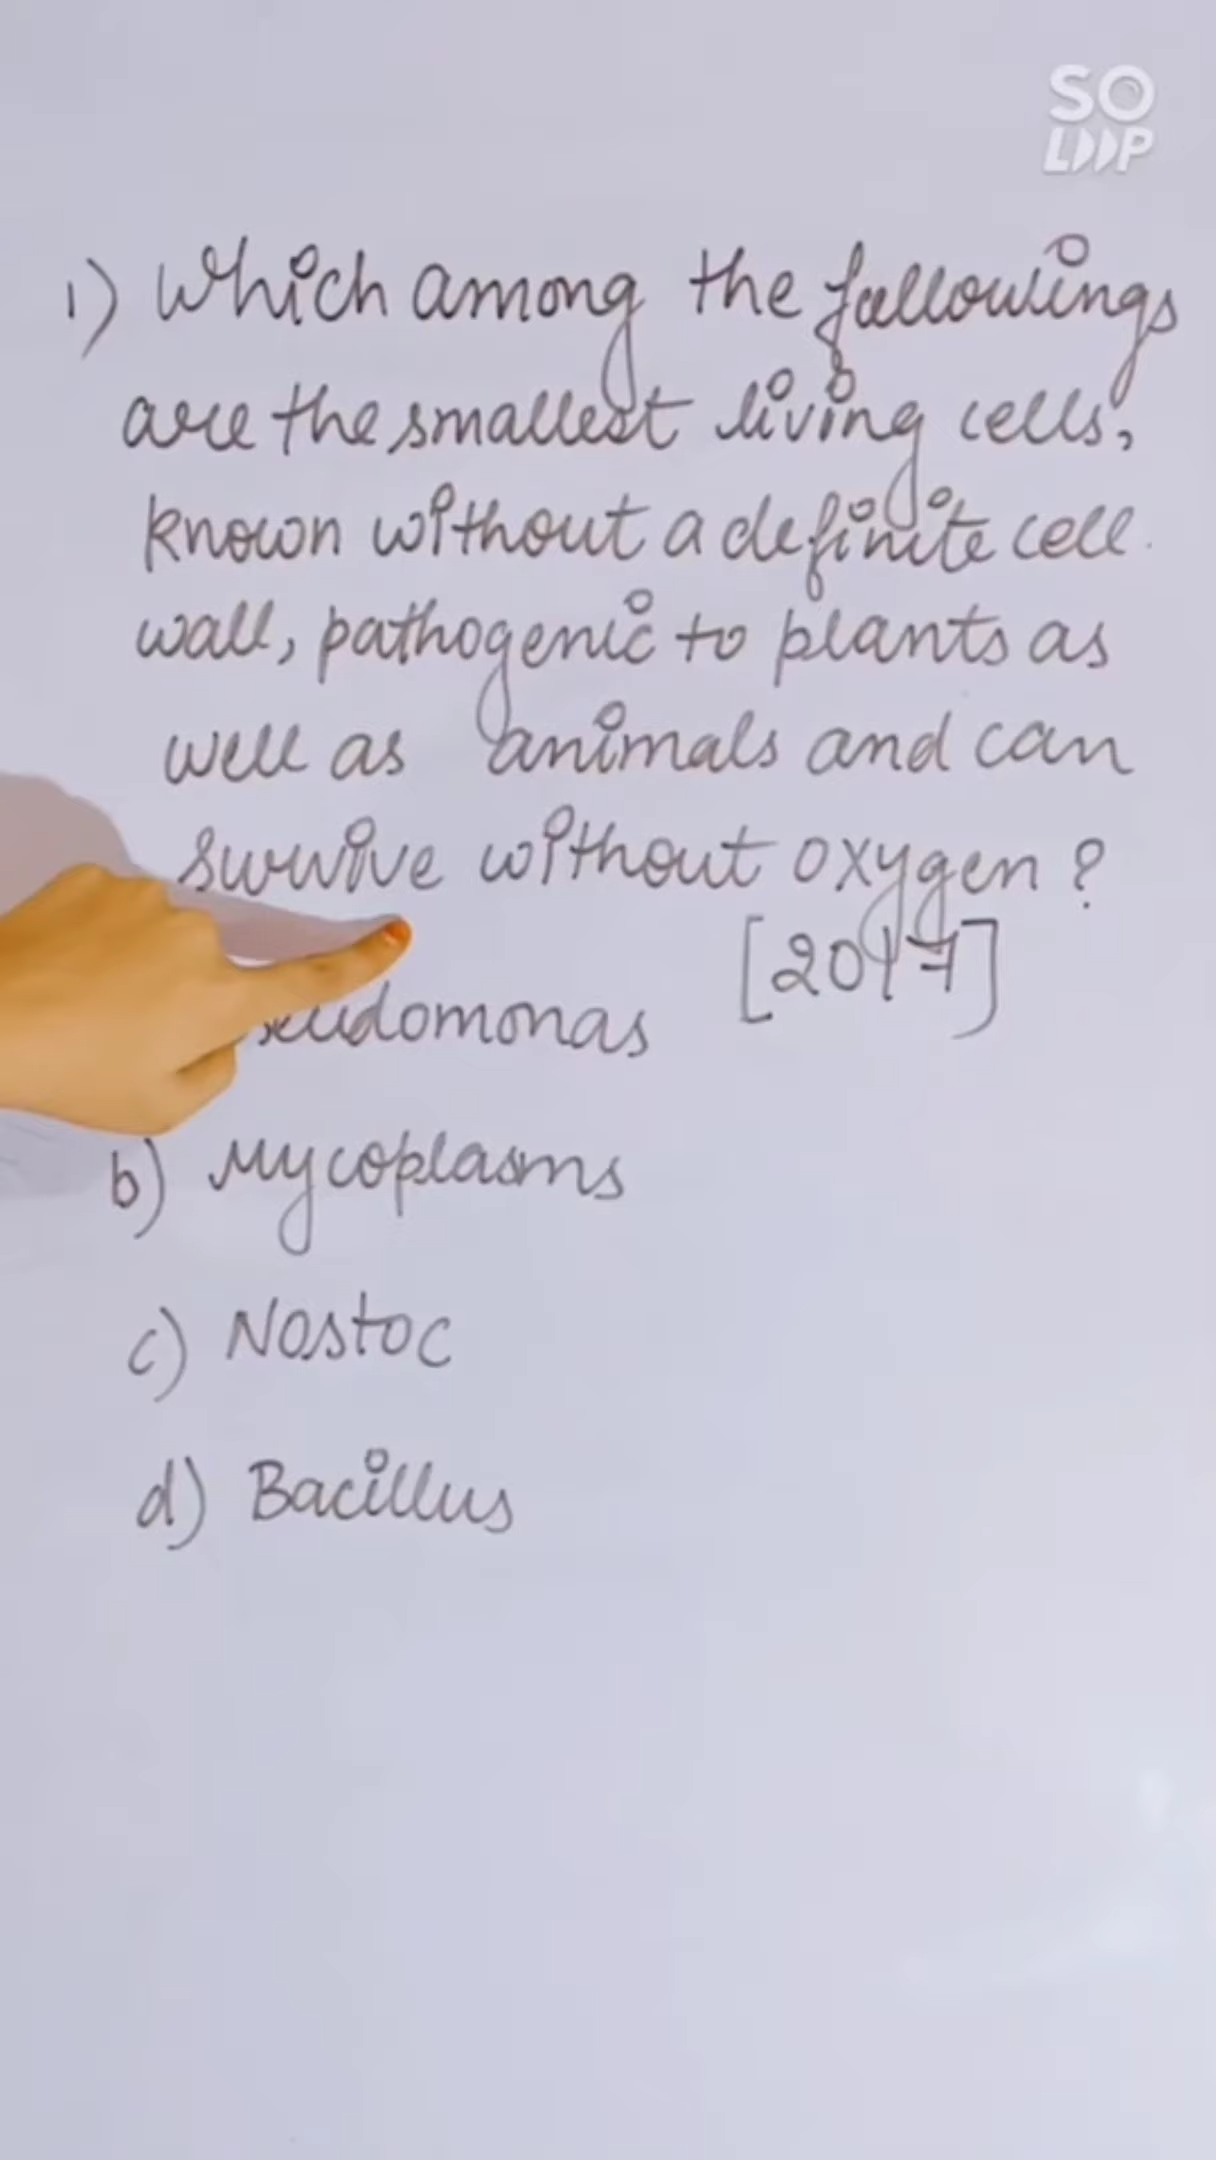 SO
LOOP
1) Which among the followings
are the smallest living cells,
known without a definite cell
wall, pathogenic to plants as
well as animals and can
survive without oxygen?
[2017]
seudomonas
b) Mycoplasms
c) Nostoc
d) Bacillus